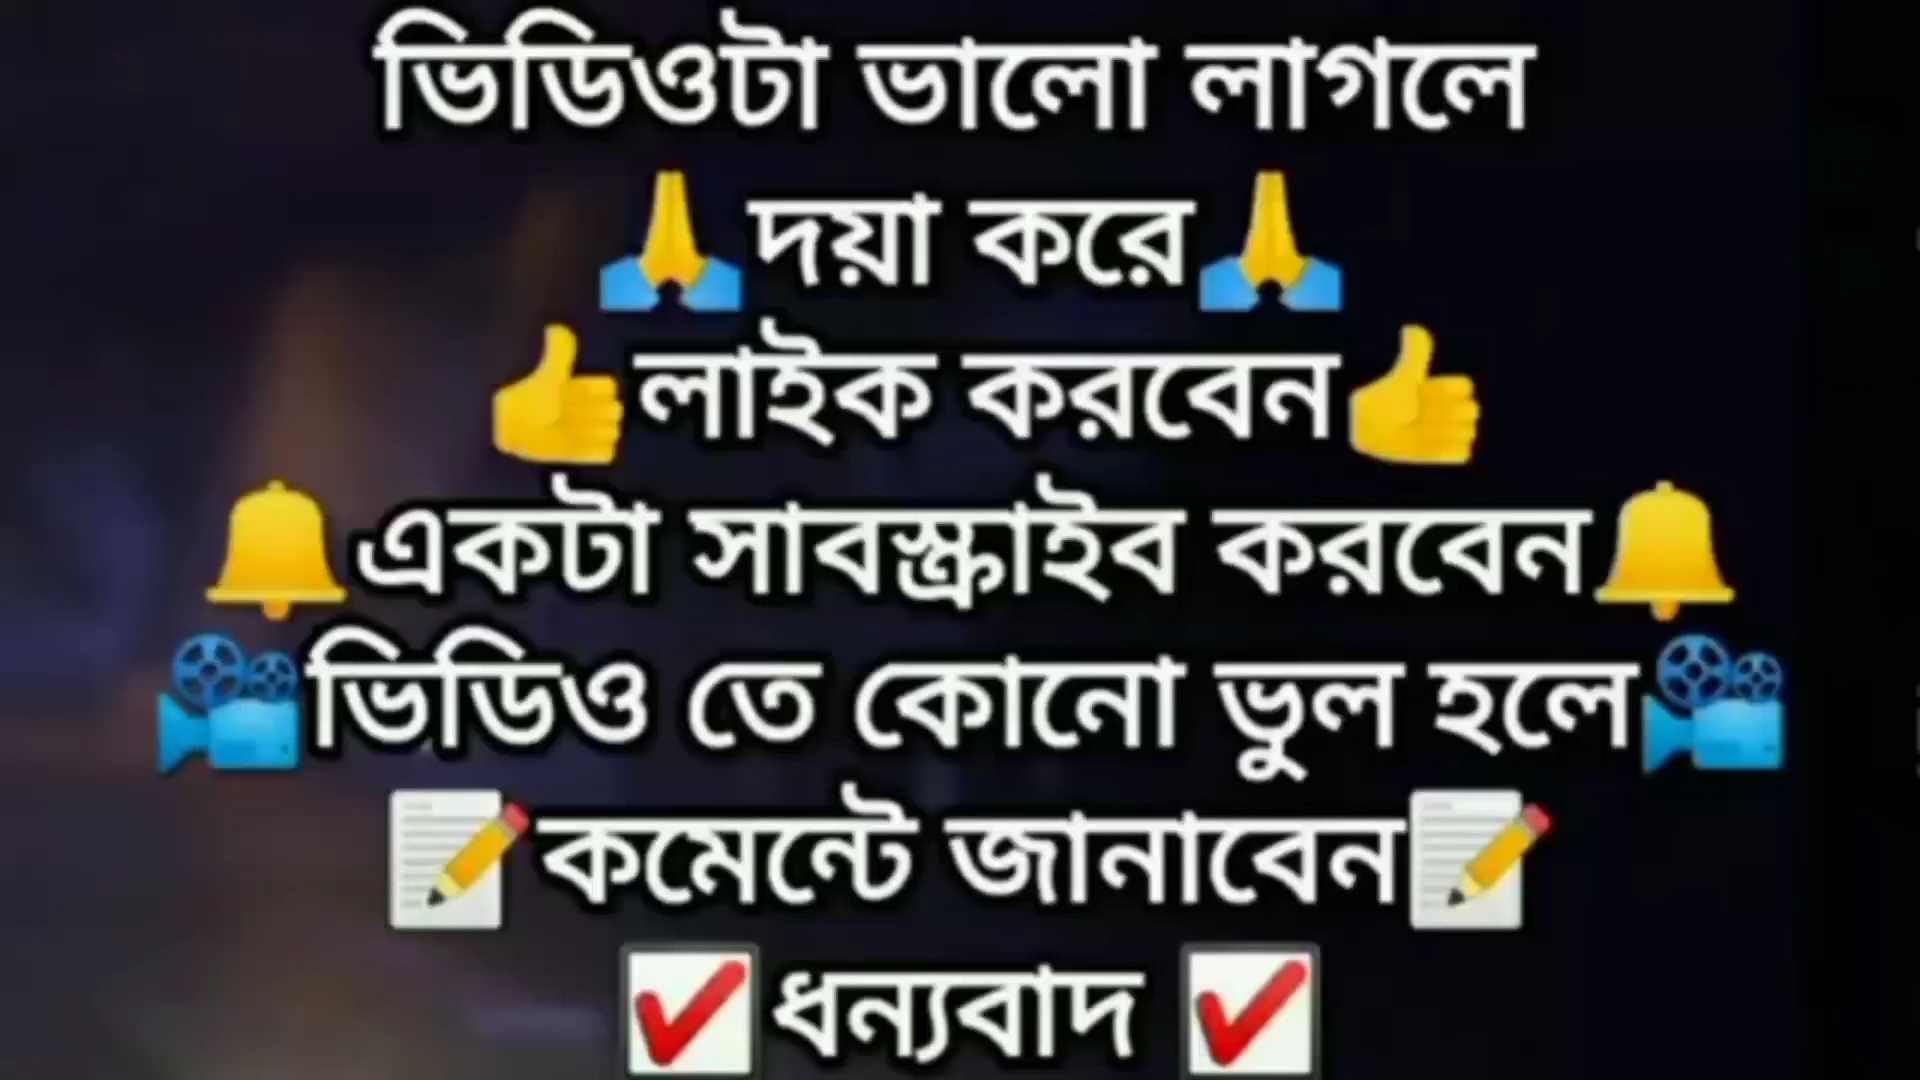 ভিডিওটা ভালো লাগলে
🙏দয়া করে🙏
👍লাইক করবেন👍
🔔একটা সাবস্ক্রাইব করবেন🔔
🎥ভিডিও তে কোনো ভুল হলে🎥
📝কমেন্টে জানাবেন📝
✅ধন্যবাদ ✅